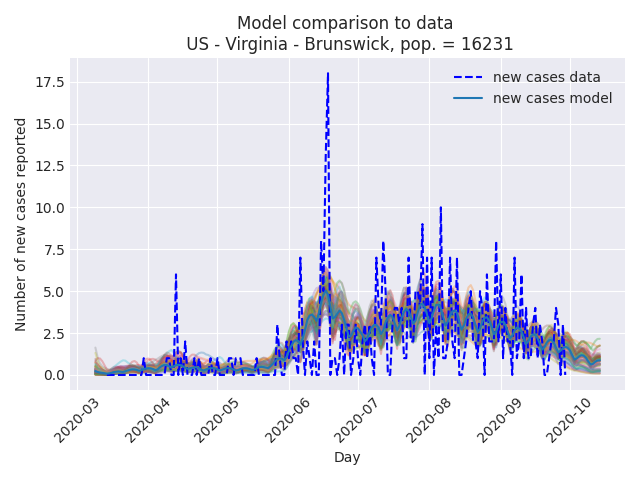 Model comparison to data
US - Virginia - Brunswick, pop. = 16231
new cases data
new cases model
Number of new cases reported
17.5
15.0
12.5
10.0
7.5
5.0
2.5
0.0
2020-03
2020-04
2020-05
2020-06
2020-07
2020-08
2020-09
2020-10
Day